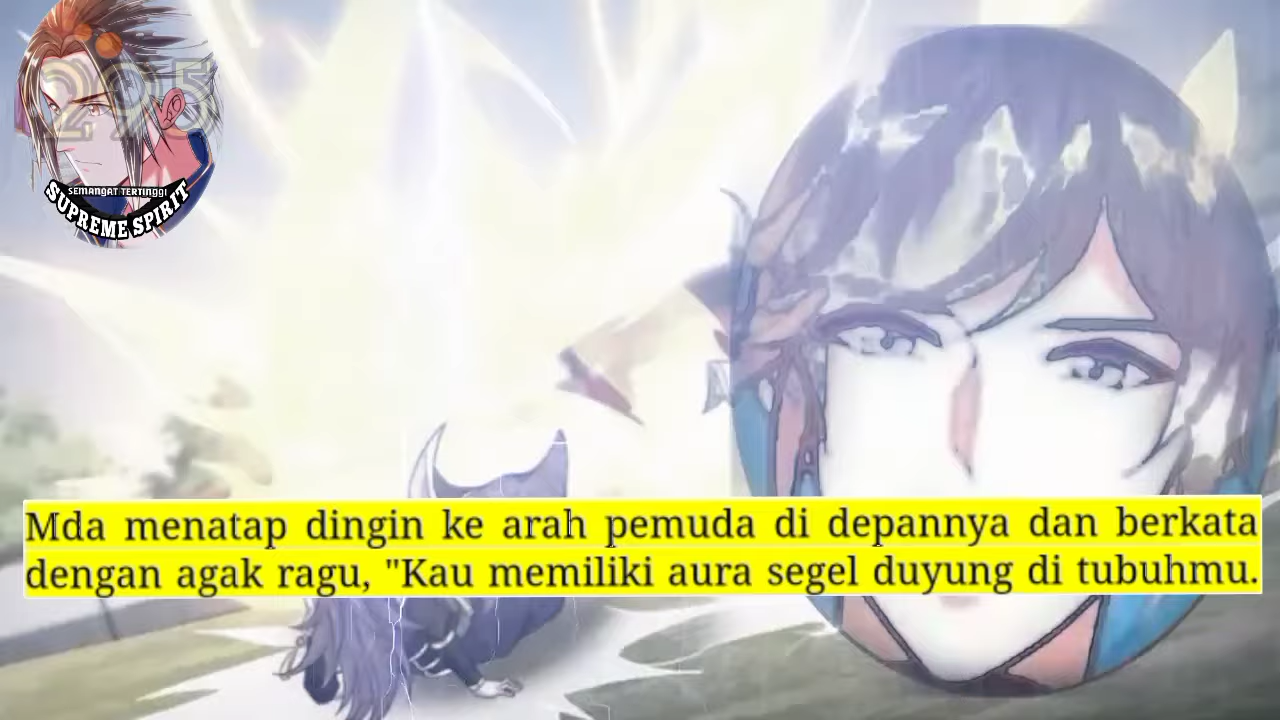 295
SEMANGAT TERTINGGI
SUPREME SPIRIT
Mda menatap dingin ke arah pemuda di depannya dan berkata
dengan agak ragu, "Kau memiliki aura segel duyung di tubuhmu.